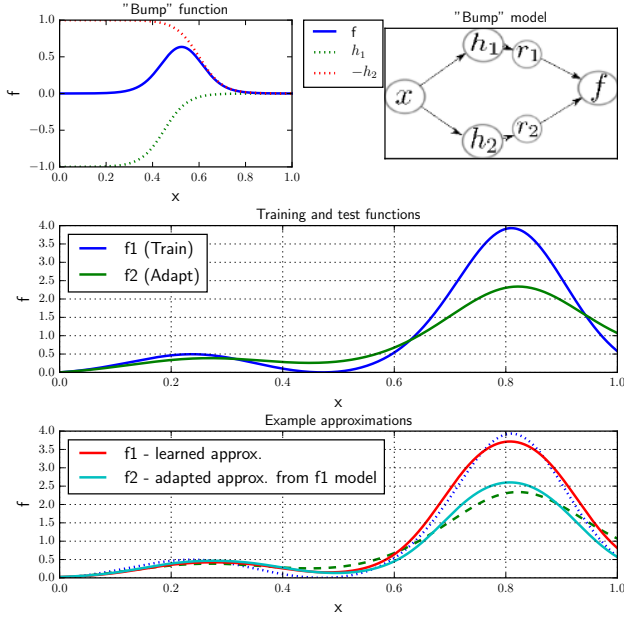 "Bump" function
1.0
0.5
0.0
−0.5
−1.0
0.0 0.2 0.4 0.6 0.8 1.0
f
x
f
h₁
−h₂
"Bump" model
x
h₁
r₁
h₂
r₂
f
Training and test functions
4.0
3.5
3.0
2.5
2.0
1.5
1.0
0.5
0.0
0.0 0.2 0.4 0.6 0.8 1.0
f
x
f1 (Train)
f2 (Adapt)
Example approximations
4.0
3.5
3.0
2.5
2.0
1.5
1.0
0.5
0.0
0.0 0.2 0.4 0.6 0.8 1.0
f
x
f1 - learned approx.
f2 - adapted approx. from f1 model